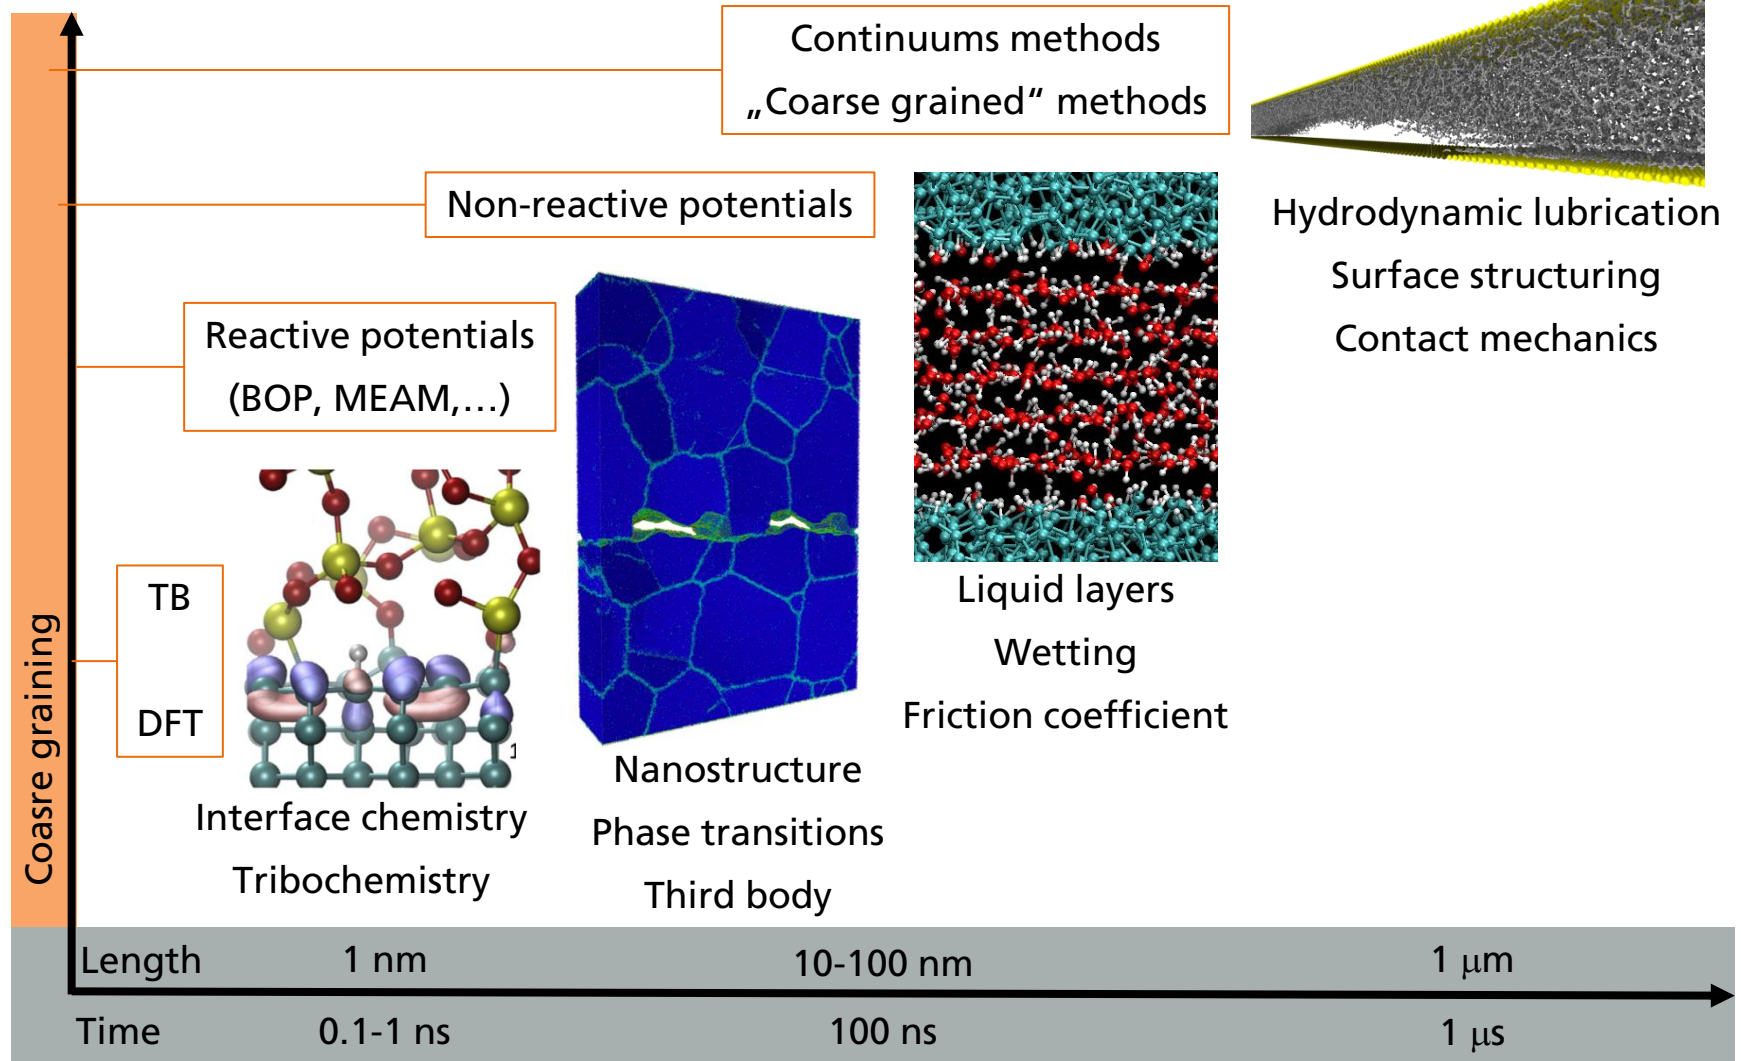 Continuums methods
„Coarse grained“ methods
Non-reactive potentials
Hydrodynamic lubrication
Surface structuring
Contact mechanics
Reactive potentials
(BOP, MEAM,...)
TB
DFT
Liquid layers
Wetting
Friction coefficient
1
Nanostructure
Phase transitions
Third body
Interface chemistry
Tribochemistry
Coasre graining
Length 1 nm 10-100 nm 1 μm
Time 0.1-1 ns 100 ns 1 μs